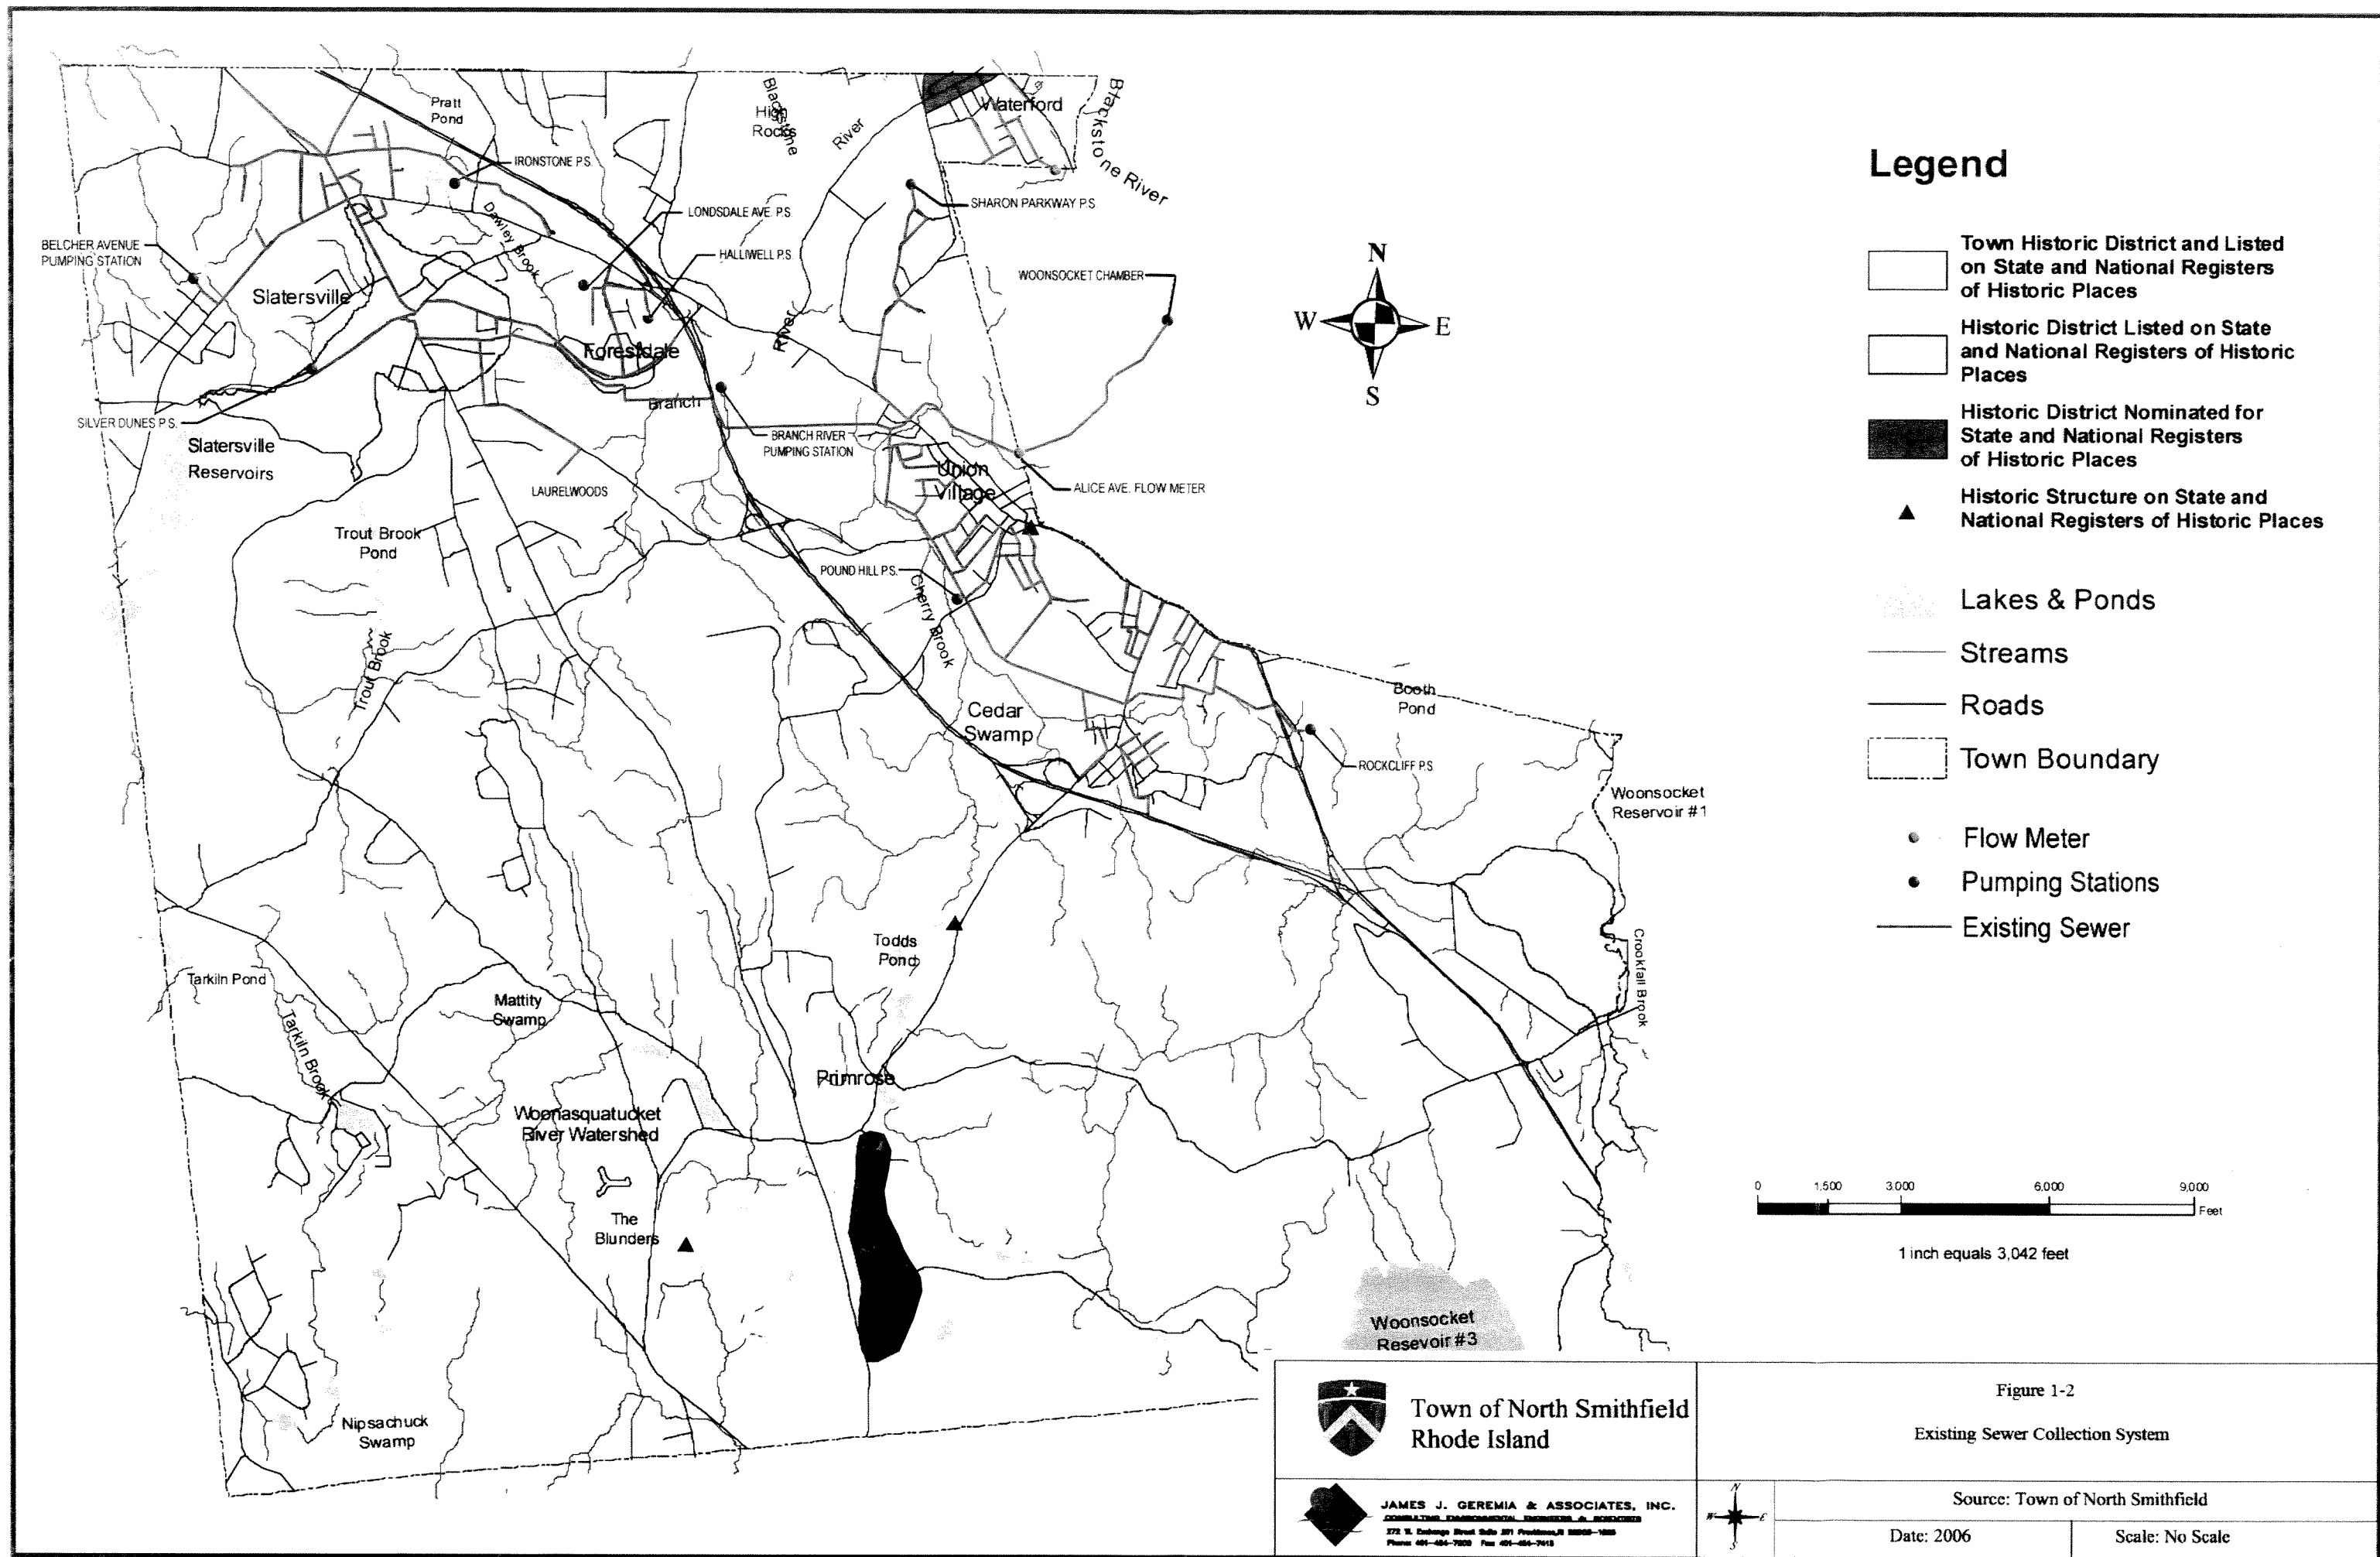 Pratt
Pond
Blackstone
High
Rocks
River
Waterford
Blackstone River
IRONSTONE P.S.
SHARON PARKWAY P.S.
LONDSDALE AVE. P.S.
Dawley Brook
BELCHER AVENUE
PUMPING STATION
HALLIWELL P.S.
WOONSOCKET CHAMBER
Slatersville
River
Forestdale
Branch
SILVER DUNES P.S.
Slatersville
Reservoirs
BRANCH RIVER
PUMPING STATION
Union
Village
ALICE AVE. FLOW METER
LAURELWOODS
Trout Brook
Pond
POUND HILL P.S.
Cherry Brook
Trout Brook
Cedar
Swamp
Booth
Pond
ROCKCLIFF P.S.
Woonsocket
Reservoir #1
Todds
Pond
Crookfall Brook
Tarkiln Pond
Tarkiln Brook
Mattity
Swamp
Primrose
Woonasquatucket
River Watershed
The
Blunders
Woonsocket
Resevoir #3
Nipsachuck
Swamp
N
W
E
S
Legend
Town Historic District and Listed
on State and National Registers
of Historic Places
Historic District Listed on State
and National Registers of Historic
Places
Historic District Nominated for
State and National Registers
of Historic Places
Historic Structure on State and
National Registers of Historic Places
Lakes & Ponds
Streams
Roads
Town Boundary
Flow Meter
Pumping Stations
Existing Sewer
0 1,500 3,000 6,000 9,000
Feet
1 inch equals 3,042 feet
Town of North Smithfield
Rhode Island
Figure 1-2
Existing Sewer Collection System
JAMES J. GEREMIA & ASSOCIATES, INC.
CONSULTING ENVIRONMENTAL ENGINEERS & SCIENTISTS
N
W
E
S
Source: Town of North Smithfield
Date: 2006
Scale: No Scale